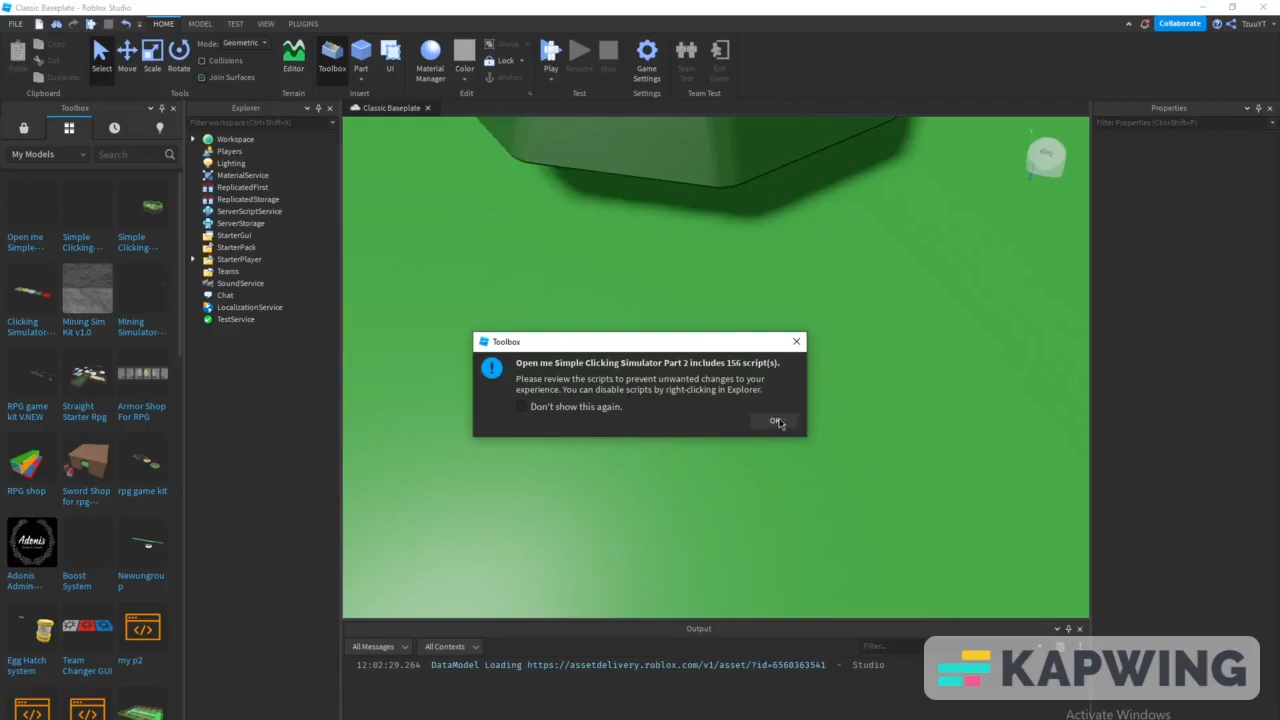 Classic Baseplate - Roblox Studio
FILE
HOME
MODEL
TEST
VIEW
PLUGINS
Collaborate
TzuuYT
Paste
Copy
Cut
Duplicate
Select
Move
Scale
Rotate
Mode: Geometric
Collisions
Join Surfaces
Editor
Toolbox
Part
UI
Material
Manager
Color
Group
Lock
Anchor
Play
Resume
Stop
Game
Settings
Team
Test
Exit
Game
Clipboard
Tools
Terrain
Insert
Edit
Test
Settings
Team Test
Toolbox
Explorer
Classic Baseplate
Properties
Filter workspace (Ctrl+Shift+X)
Filter Properties (Ctrl+Shift+P)
My Models
Search
Workspace
Players
Lighting
MaterialService
ReplicatedFirst
ReplicatedStorage
ServerScriptService
ServerStorage
StarterGui
StarterPack
StarterPlayer
Teams
SoundService
Chat
LocalizationService
TestService
Open me
Simple-···
Simple
Clicking···
Simple
Clicking···
Clicking
Simulator···
Mining Sim
Kit v1.0
Mining
Simulator···
RPG game
kit V.NEW
Straight
Starter Rpg
Armor Shop
For RPG
RPG shop
Sword Shop
for rpg-···
rpg game kit
Adonis
Admin-···
Boost
System
Newungrou
p
Egg Hatch
system
Team
Changer GUI
my p2
TOP
Y
Toolbox
Open me Simple Clicking Simulator Part 2 includes 156 script(s).
Please review the scripts to prevent unwanted changes to your
experience. You can disable scripts by right-clicking in Explorer.
Don't show this again.
OK
Output
All Messages
All Contexts
Filter...
12:02:29.264 DataModel Loading https://assetdelivery.roblox.com/v1/asset/?id=6560363541 - Studio
KAPWING
Activate Windows